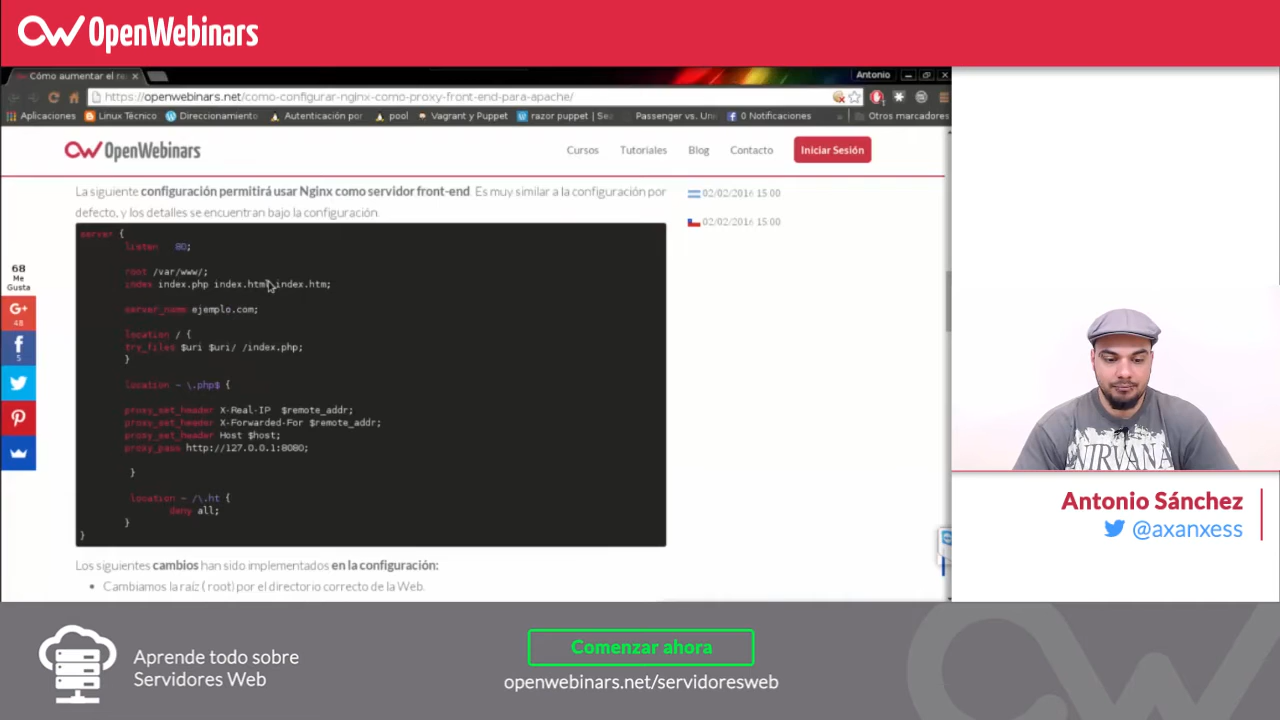 OpenWebinars
Cómo aumentar el re
Antonio
https://openwebinars.net/como-configurar-nginx-como-proxy-front-end-para-apache/
Aplicaciones Linux Técnico Direccionamiento Autenticación por pool Vagrant y Puppet razor puppet | Sea Passenger vs. Uni 0 Notificaciones » Otros marcadores
OpenWebinars Cursos Tutoriales Blog Contacto Iniciar Sesión
La siguiente configuración permitirá usar Nginx como servidor front-end. Es muy similar a la configuración por
defecto, y los detalles se encuentran bajo la configuración.
02/02/2016 15:00
02/02/2016 15:00
server {
listen 80;
root /var/www/;
index index.php index.html index.htm;
server_name ejemplo.com;
location / {
try_files $uri $uri/ /index.php;
}
location ~ \.php$ {
proxy_set_header X-Real-IP $remote_addr;
proxy_set_header X-Forwarded-For $remote_addr;
proxy_set_header Host $host;
proxy_pass http://127.0.0.1:8080;
}
location ~ /\.ht {
deny all;
}
}
68
Me
Gusta
G+
48
f
5
Los siguientes cambios han sido implementados en la configuración:
• Cambiamos la raíz ( root) por el directorio correcto de la Web.
NIRVANA
Antonio Sánchez
@axanxess
Aprende todo sobre
Servidores Web
Comenzar ahora
openwebinars.net/servidoresweb